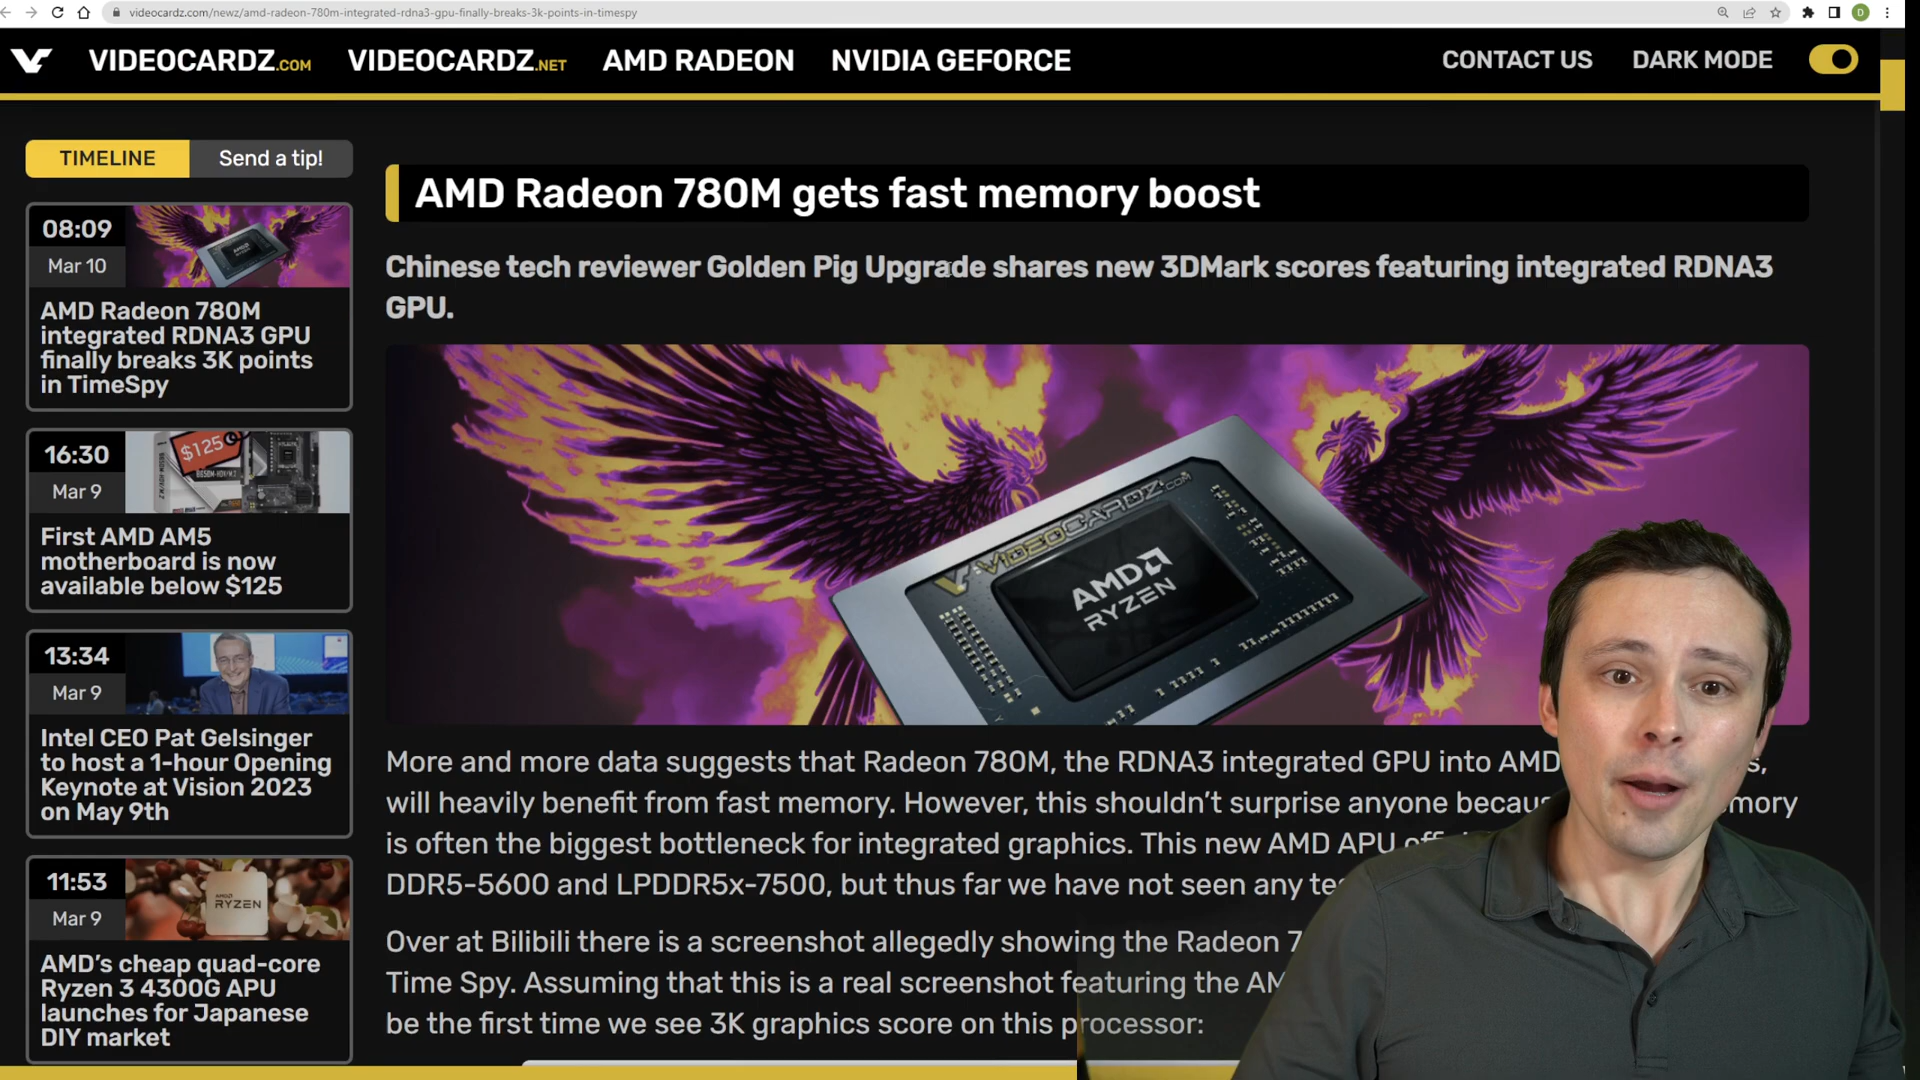 videocardz.com/newz/amd-radeon-780m-integrated-rdna3-gpu-finally-breaks-3k-points-in-timespy
D
VIDEOCARDZ.COM
VIDEOCARDZ.NET
AMD RADEON
NVIDIA GEFORCE
CONTACT US
DARK MODE
TIMELINE
Send a tip!
08:09
Mar 10
AMD Radeon 780M
integrated RDNA3 GPU
finally breaks 3K points
in TimeSpy
16:30
Mar 9
$125
First AMD AM5
motherboard is now
available below $125
13:34
Mar 9
Intel CEO Pat Gelsinger
to host a 1-hour Opening
Keynote at Vision 2023
on May 9th
11:53
Mar 9
AMD
RYZEN
AMD's cheap quad-core
Ryzen 3 4300G APU
launches for Japanese
DIY market
AMD Radeon 780M gets fast memory boost
Chinese tech reviewer Golden Pig Upgrade shares new 3DMark scores featuring integrated RDNA3
GPU.
VIDEOCARDZ.COM
AMD
RYZEN
More and more data suggests that Radeon 780M, the RDNA3 integrated GPU into AMD s,
will heavily benefit from fast memory. However, this shouldn't surprise anyone becau mory
is often the biggest bottleneck for integrated graphics. This new AMD APU off
DDR5-5600 and LPDDR5x-7500, but thus far we have not seen any te
Over at Bilibili there is a screenshot allegedly showing the Radeon 7
Time Spy. Assuming that this is a real screenshot featuring the AM
be the first time we see 3K graphics score on this processor: